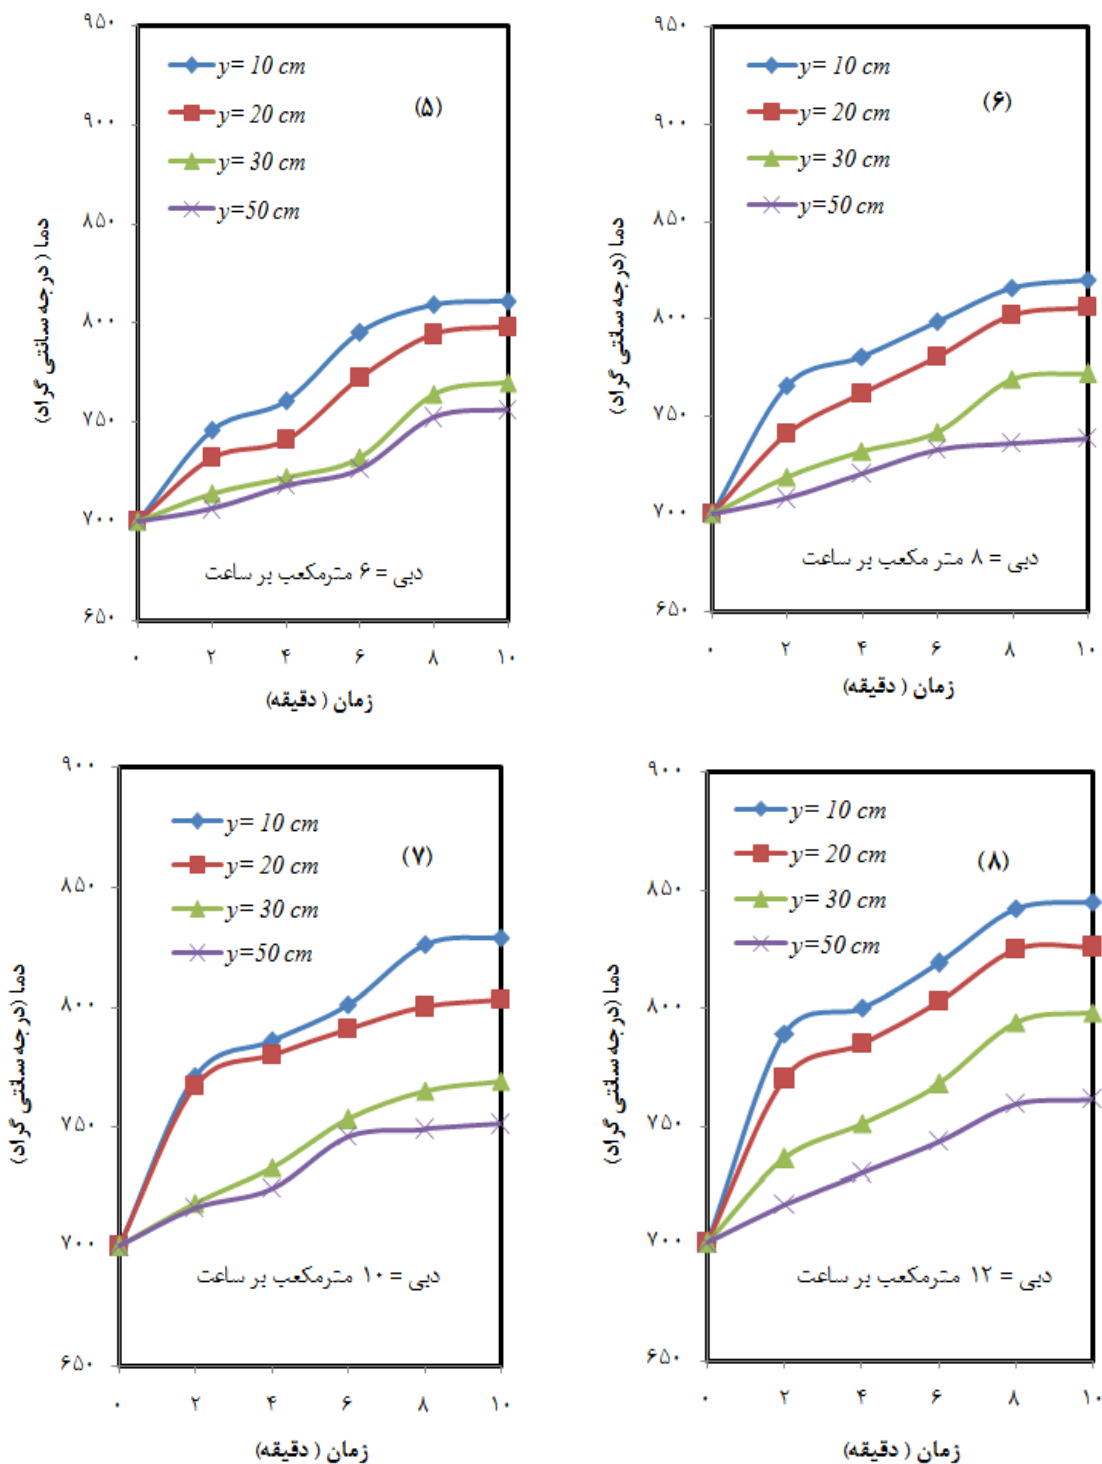 ۹۵۰
۹۰۰
۸۵۰
۸۰۰
۷۵۰
۷۰۰
۶۵۰
دما ( درجه سانتی گراد)
y= 10 cm
y= 20 cm
y= 30 cm
y=50 cm
(۵)
دبی = ۶ مترمکعب بر ساعت
۰ ۲ ۴ ۶ ۸ ۱۰
زمان ( دقیقه)
۹۵۰
۹۰۰
۸۵۰
۸۰۰
۷۵۰
۷۰۰
۶۵۰
دما (درجه سانتی گراد)
y= 10 cm
y= 20 cm
y= 30 cm
y=50 cm
(۶)
دبی = ۸ متر مکعب بر ساعت
۰ ۲ ۴ ۶ ۸ ۱۰
زمان ( دقیقه)
۹۰۰
۸۵۰
۸۰۰
۷۵۰
۷۰۰
۶۵۰
دما (درجه سانتی گراد)
y= 10 cm
y= 20 cm
y= 30 cm
y=50 cm
(۷)
دبی = ۱۰ مترمکعب بر ساعت
۰ ۲ ۴ ۶ ۸ ۱۰
زمان ( دقیقه)
۹۰۰
۸۵۰
۸۰۰
۷۵۰
۷۰۰
۶۵۰
دما (درجه سانتی گراد)
y= 10 cm
y= 20 cm
y= 30 cm
y=50 cm
(۸)
دبی = ۱۲ مترمکعب بر ساعت
۰ ۲ ۴ ۶ ۸ ۱۰
زمان ( دقیقه)